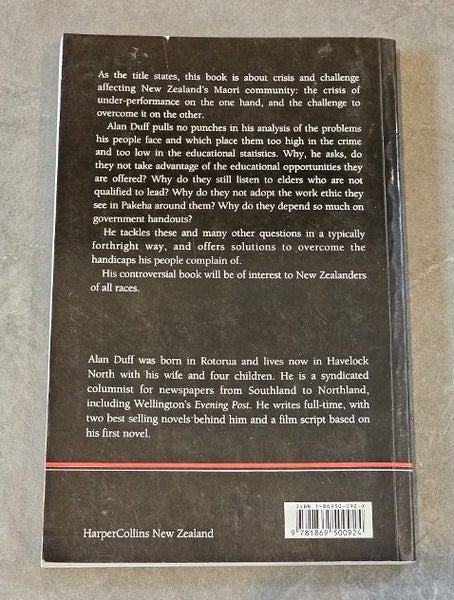 As the title states, this book is about crisis and challenge
affecting New Zealand's Maori community: the crisis of
under-performance on the one hand, and the challenge to
overcome it on the other.
Alan Duff pulls no punches in his analysis of the problems
his people face and which place them too high in the crime
and too low in the educational statistics. Why, he asks, do
they not take advantage of the educational opportunities they
are offered? Why do they still listen to elders who are not
qualified to lead? Why do they not adopt the work ethic they
see in Pakeha around them? Why do they depend so much on
government handouts?
He tackles these and many other questions in a typically
forthright way, and offers solutions to overcome the
handicaps his people complain of.
His controversial book will be of interest to New Zealanders
of all races.
Alan Duff was born in Rotorua and lives now in Havelock
North with his wife and four children. He is a syndicated
columnist for newspapers from Southland to Northland,
including Wellington's Evening Post. He writes full-time, with
two best selling novels behind him and a film script based on
his first novel.
ISBN 1-86950-092-X
HarperCollins New Zealand
9 781869 500924